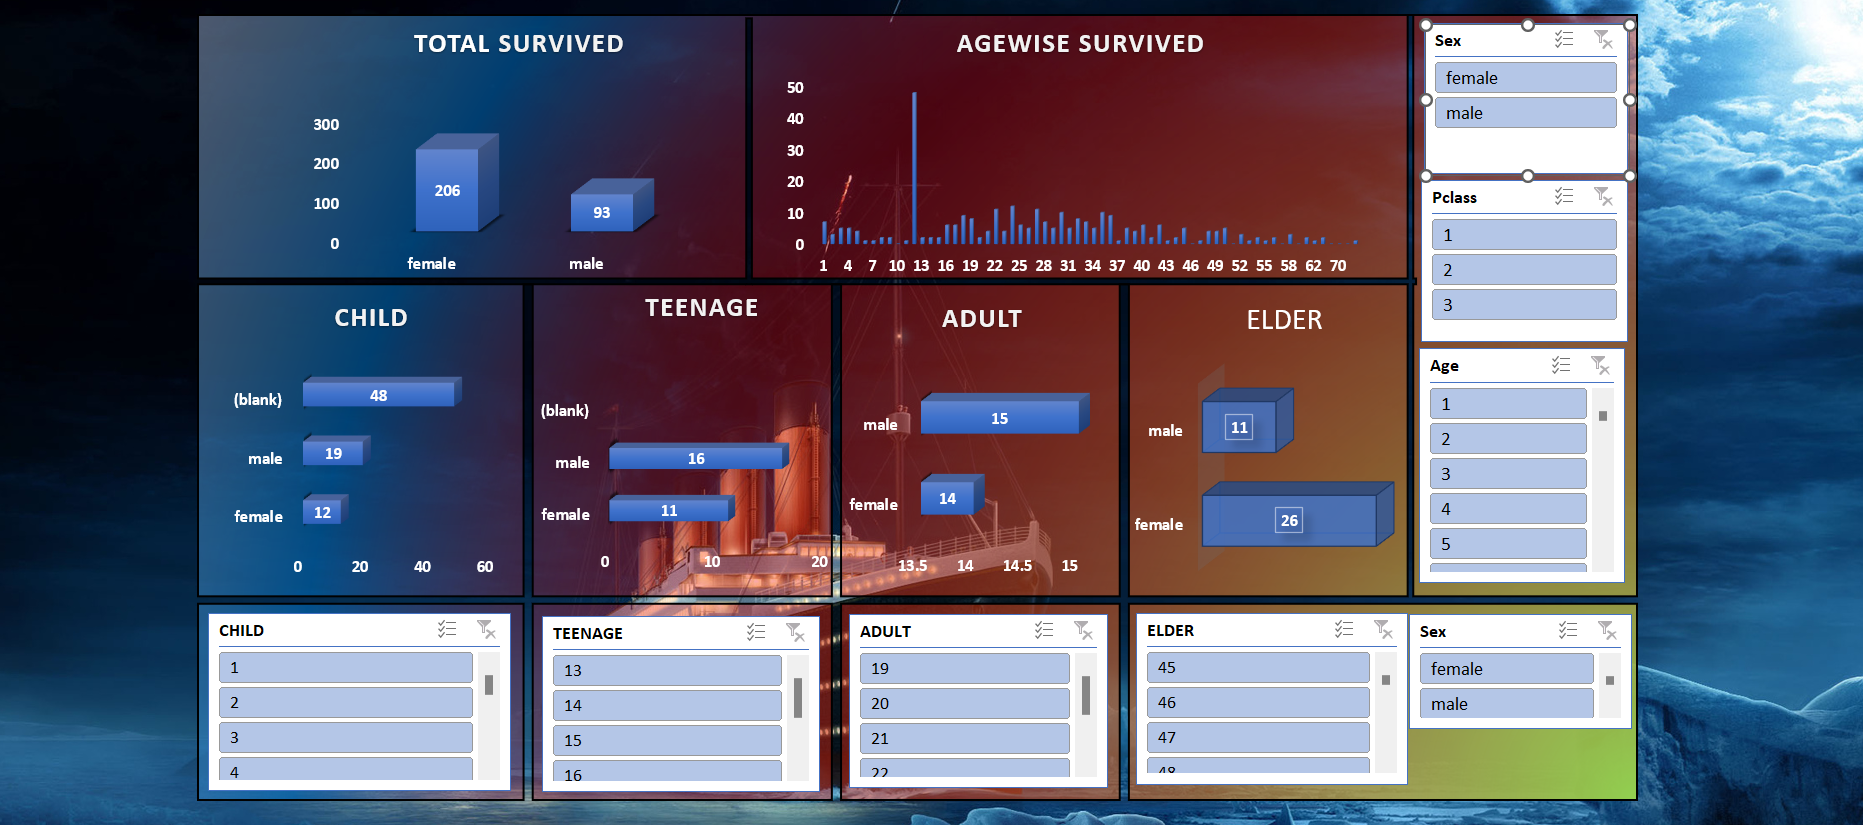 TOTAL SURVIVED
300
200
100
0
206
93
female
male
AGEWISE SURVIVED
50
40
30
20
10
0
1 4 7 10 13 16 19 22 25 28 31 34 37 40 43 46 49 52 55 58 62 70
Sex
female
male
Pclass
1
2
3
Age
1
2
3
4
5
CHILD
(blank) 48
male 19
female 12
0 20 40 60
TEENAGE
(blank)
male 16
female 11
0 10 20
ADULT
male 15
female 14
13.5 14 14.5 15
ELDER
male 11
female 26
CHILD
1
2
3
4
TEENAGE
13
14
15
16
ADULT
19
20
21
22
ELDER
45
46
47
48
Sex
female
male